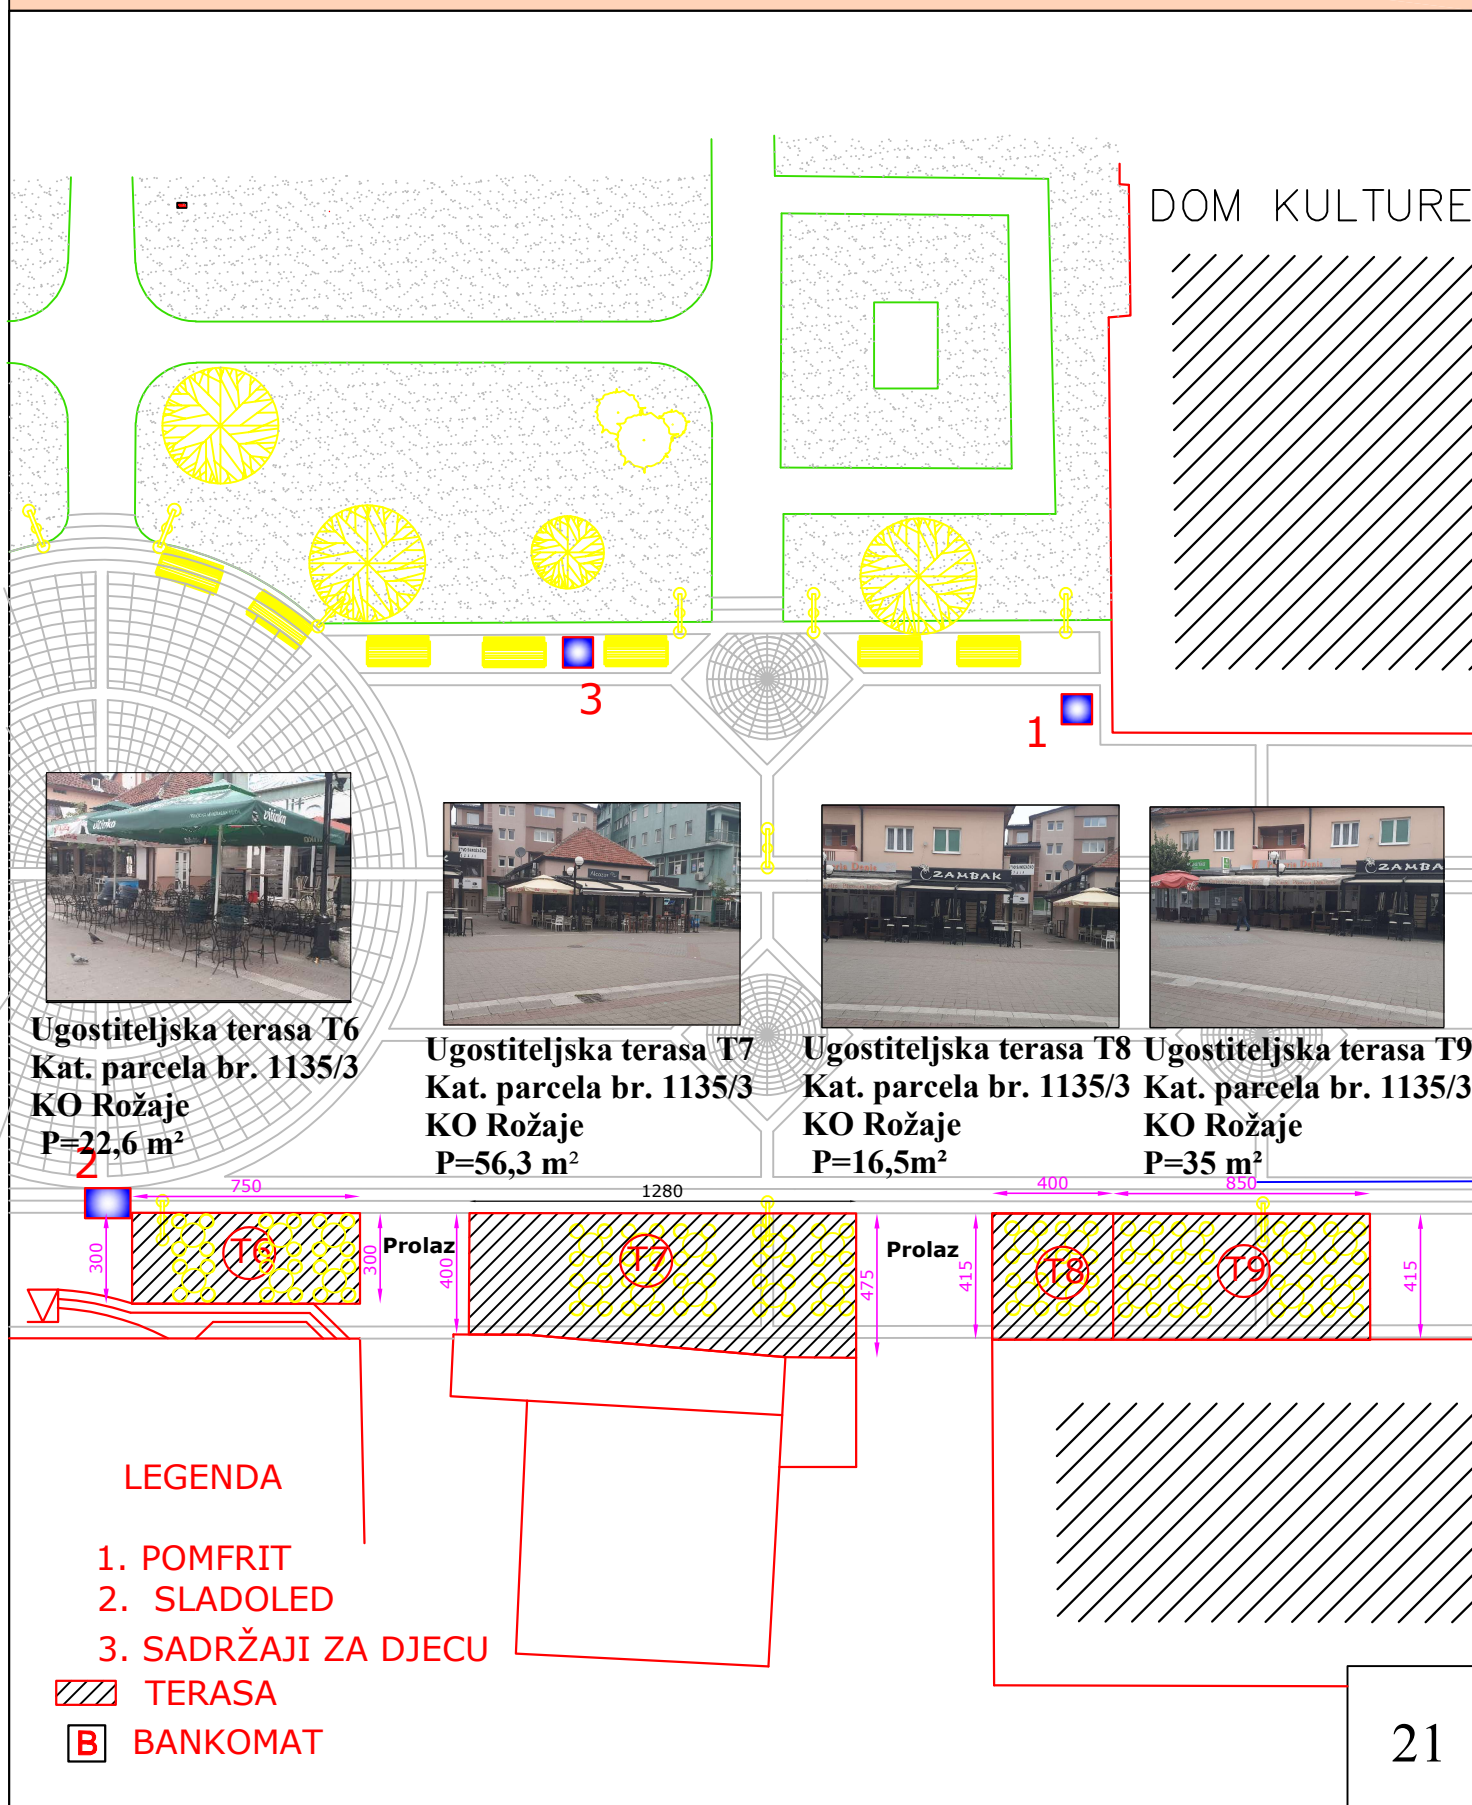 DOM KULTURE
3
1
ZAMBAK
ZAMBA
Ugostiteljska terasa T6
Kat. parcela br. 1135/3
KO Rožaje
P=22,6 m²
Ugostiteljska terasa T7
Kat. parcela br. 1135/3
KO Rožaje
P=56,3 m²
Ugostiteljska terasa T8
Kat. parcela br. 1135/3
KO Rožaje
P=16,5m²
Ugostiteljska terasa T9
Kat. parcela br. 1135/3
KO Rožaje
P=35 m²
2
750
1280
400
850
300
T6
300
Prolaz
400
T7
475
Prolaz
415
T8
T9
415
LEGENDA
1. POMFRIT
2. SLADOLED
3. SADRŽAJI ZA DJECU
TERASA
B BANKOMAT
21